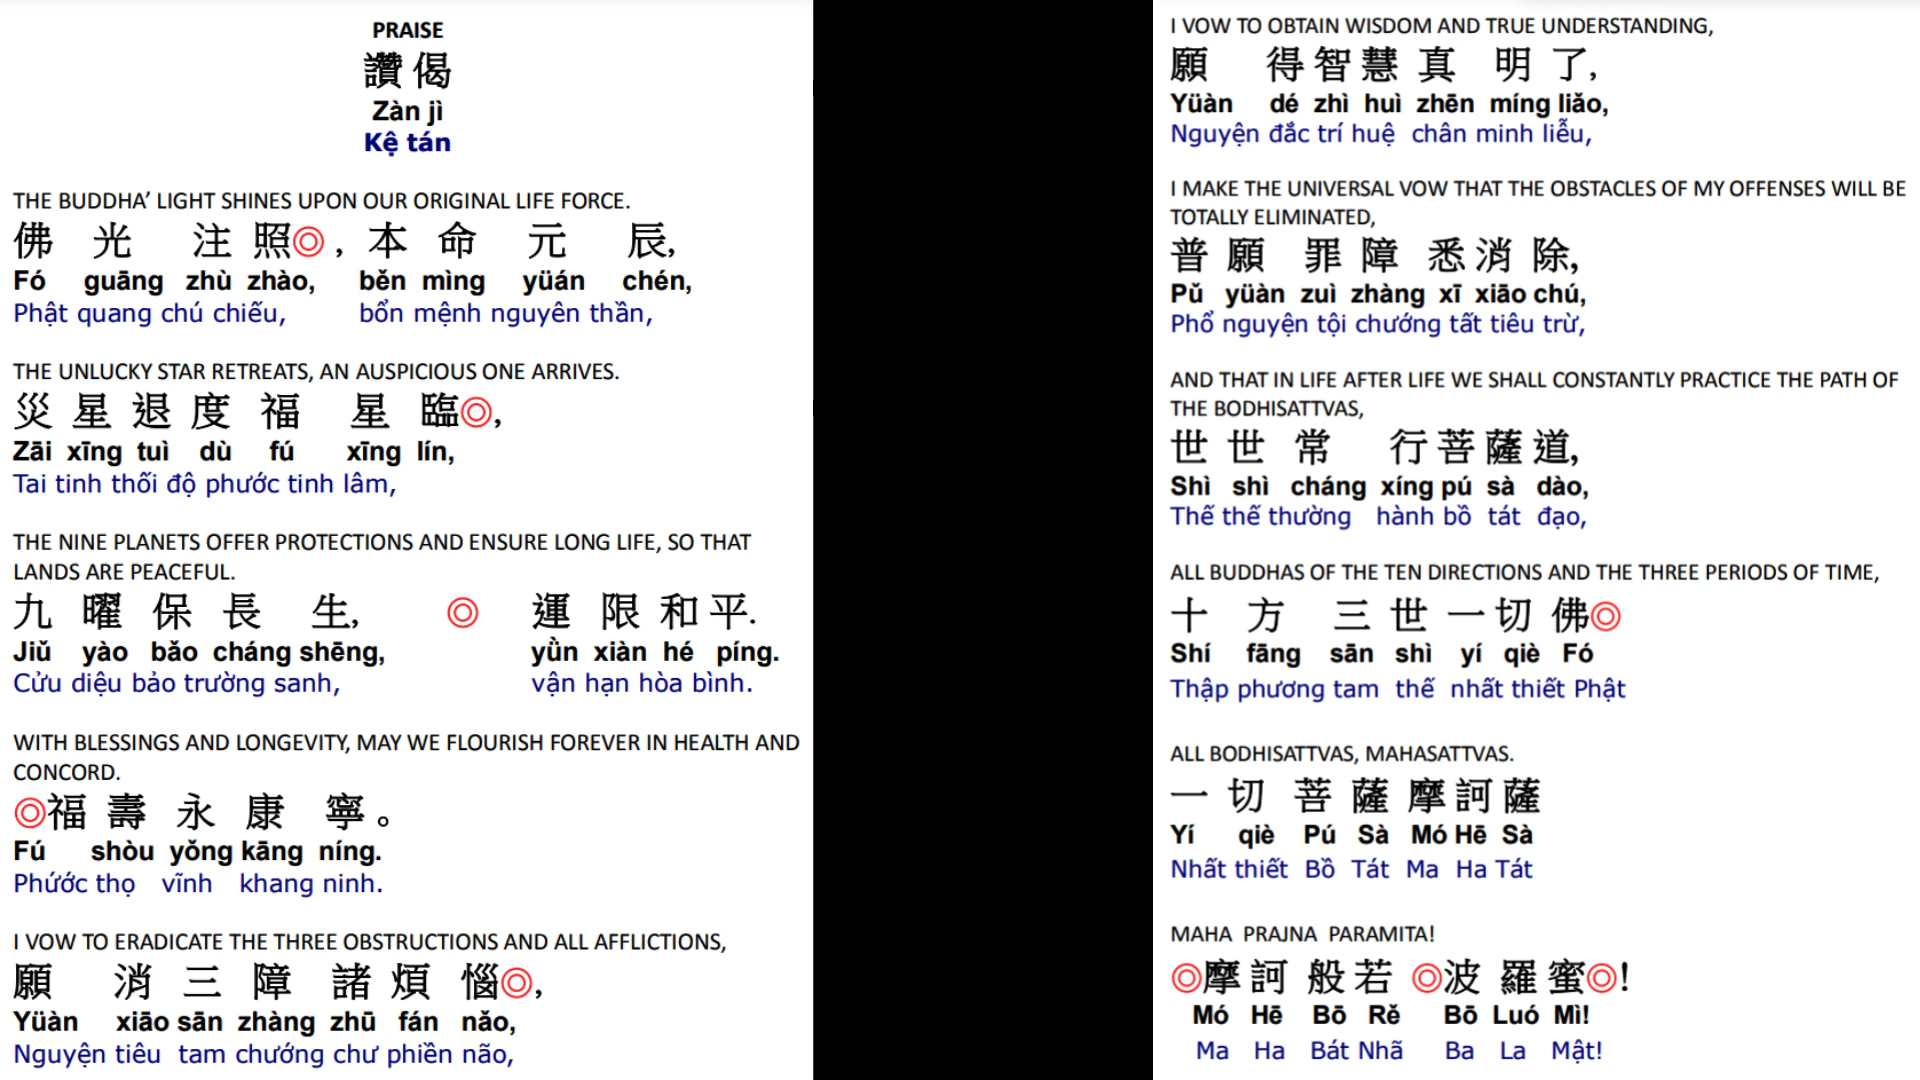 PRAISE
讚偈
Zàn jì
Kệ tán
THE BUDDHA’ LIGHT SHINES UPON OUR ORIGINAL LIFE FORCE.
佛 光 注 照◎, 本 命 元 辰,
Fó guāng zhù zhào, běn mìng yüán chén,
Phật quang chú chiếu, bổn mệnh nguyên thần,
THE UNLUCKY STAR RETREATS, AN AUSPICIOUS ONE ARRIVES.
災 星 退 度 福 星 臨◎,
Zāi xīng tuì dù fú xīng lín,
Tai tinh thối độ phước tinh lâm,
THE NINE PLANETS OFFER PROTECTIONS AND ENSURE LONG LIFE, SO THAT
LANDS ARE PEACEFUL.
九 曜 保 長 生, ◎ 運 限 和 平.
Jiǔ yào bǎo cháng shēng, yǜn xiàn hé píng.
Cửu diệu bảo trường sanh, vận hạn hòa bình.
WITH BLESSINGS AND LONGEVITY, MAY WE FLOURISH FOREVER IN HEALTH AND
CONCORD.
◎福 壽 永 康 寧。
Fú shòu yǒng kāng níng.
Phứớc thọ vĩnh khang ninh.
I VOW TO ERADICATE THE THREE OBSTRUCTIONS AND ALL AFFLICTIONS,
願 消 三 障 諸 煩 惱◎,
Yüàn xiāo sān zhàng zhū fán nǎo,
Nguyện tiêu tam chướng chư phiền não,
I VOW TO OBTAIN WISDOM AND TRUE UNDERSTANDING,
願 得 智 慧 真 明 了,
Yüàn dé zhì huì zhēn míng liǎo,
Nguyện đắc trí huệ chân minh liễu,
I MAKE THE UNIVERSAL VOW THAT THE OBSTACLES OF MY OFFENSES WILL BE
TOTALLY ELIMINATED,
普 願 罪 障 悉 消 除,
Pǔ yüàn zuì zhàng xī xiāo chú,
Phổ nguyện tội chướng tất tiêu trừ,
AND THAT IN LIFE AFTER LIFE WE SHALL CONSTANTLY PRACTICE THE PATH OF
THE BODHISATTVAS,
世 世 常 行 菩 薩 道,
Shì shì cháng xíng pú sà dào,
Thế thế thường hành bồ tát đạo,
ALL BUDDHAS OF THE TEN DIRECTIONS AND THE THREE PERIODS OF TIME,
十 方 三 世 一 切 佛◎
Shí fāng sān shì yí qiè Fó
Thập phương tam thế nhất thiết Phật
ALL BODHISATTVAS, MAHASATTVAS.
一 切 菩 薩 摩 訶 薩
Yí qiè Pú Sà Mó Hē Sà
Nhất thiết Bồ Tát Ma Ha Tát
MAHA PRAJNA PARAMITA!
◎摩 訶 般 若 ◎波 羅 蜜◎!
Mó Hē Bō Rě Bō Luó Mì!
Ma Ha Bát Nhã Ba La Mật!